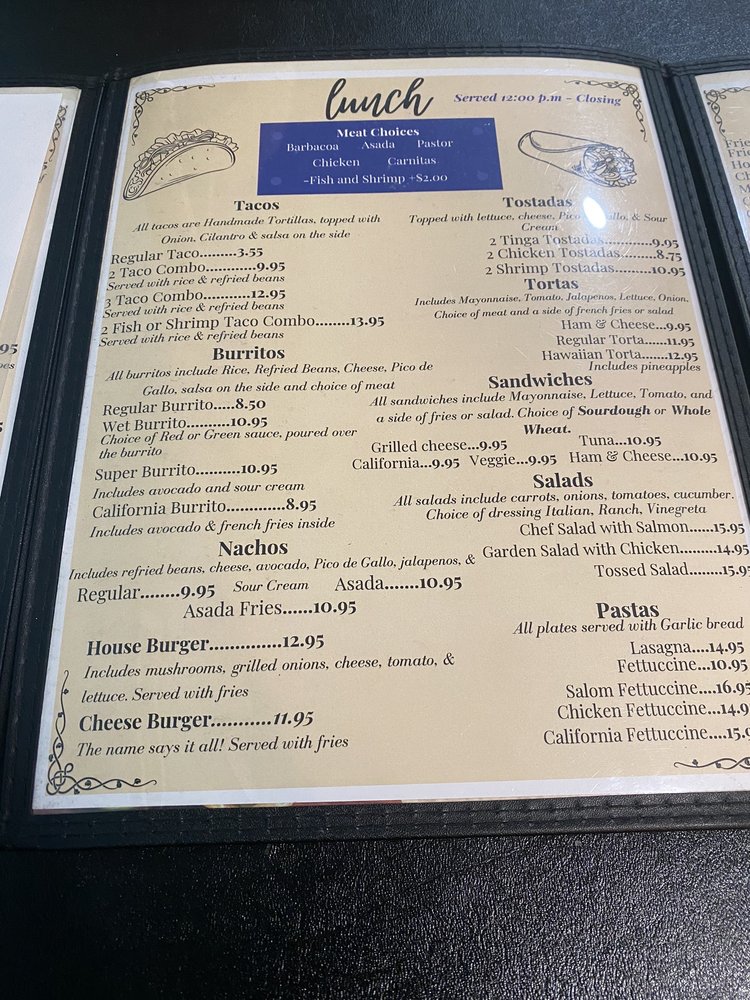 lunch
Served 12:00 p.m - Closing
Meat Choices
Barbacoa Asada Pastor
Chicken Carnitas
-Fish and Shrimp +$2.00
Tacos
All tacos are Handmade Tortillas, topped with
Onion, Cilantro & salsa on the side
Regular Taco.........3.55
2 Taco Combo............9.95
Served with rice & refried beans
3 Taco Combo...........12.95
Served with rice & refried beans
2 Fish or Shrimp Taco Combo........13.95
Served with rice & refried beans
Burritos
All burritos include Rice, Refried Beans, Cheese, Pico de
Gallo, salsa on the side and choice of meat
Regular Burrito.....8.50
Wet Burrito..........10.95
Choice of Red or Green sauce, poured over
the burrito
Super Burrito..........10.95
Includes avocado and sour cream
California Burrito.............8.95
Includes avocado & french fries inside
Nachos
Includes refried beans, cheese, avocado, Pico de Gallo, jalapenos, &
Sour Cream
Regular........9.95 Asada.......10.95
Asada Fries......10.95
House Burger..............12.95
Includes mushrooms, grilled onions, cheese, tomato, &
lettuce. Served with fries
Cheese Burger...........11.95
The name says it all! Served with fries
Tostadas
Topped with lettuce, cheese, Pico de Gallo, & Sour
Cream
2 Tinga Tostadas............9.95
2 Chicken Tostadas.........8.75
2 Shrimp Tostadas.........10.95
Tortas
Includes Mayonnaise, Tomato, Jalapenos, Lettuce, Onion,
Choice of meat and a side of french fries or salad
Ham & Cheese...9.95
Regular Torta......11.95
Hawaiian Torta.......12.95
Includes pineapples
Sandwiches
All sandwiches include Mayonnaise, Lettuce, Tomato, and
a side of fries or salad. Choice of Sourdough or Whole
Wheat.
Grilled cheese...9.95 Tuna...10.95
California...9.95 Veggie...9.95 Ham & Cheese...10.95
Salads
All salads include carrots, onions, tomatoes, cucumber.
Choice of dressing Italian, Ranch, Vinegreta
Chef Salad with Salmon......15.95
Garden Salad with Chicken.........14.95
Tossed Salad........15.95
Pastas
All plates served with Garlic bread
Lasagna....14.95
Fettuccine...10.95
Salom Fettuccine....16.95
Chicken Fettuccine....14.9
California Fettuccine....15.9
95